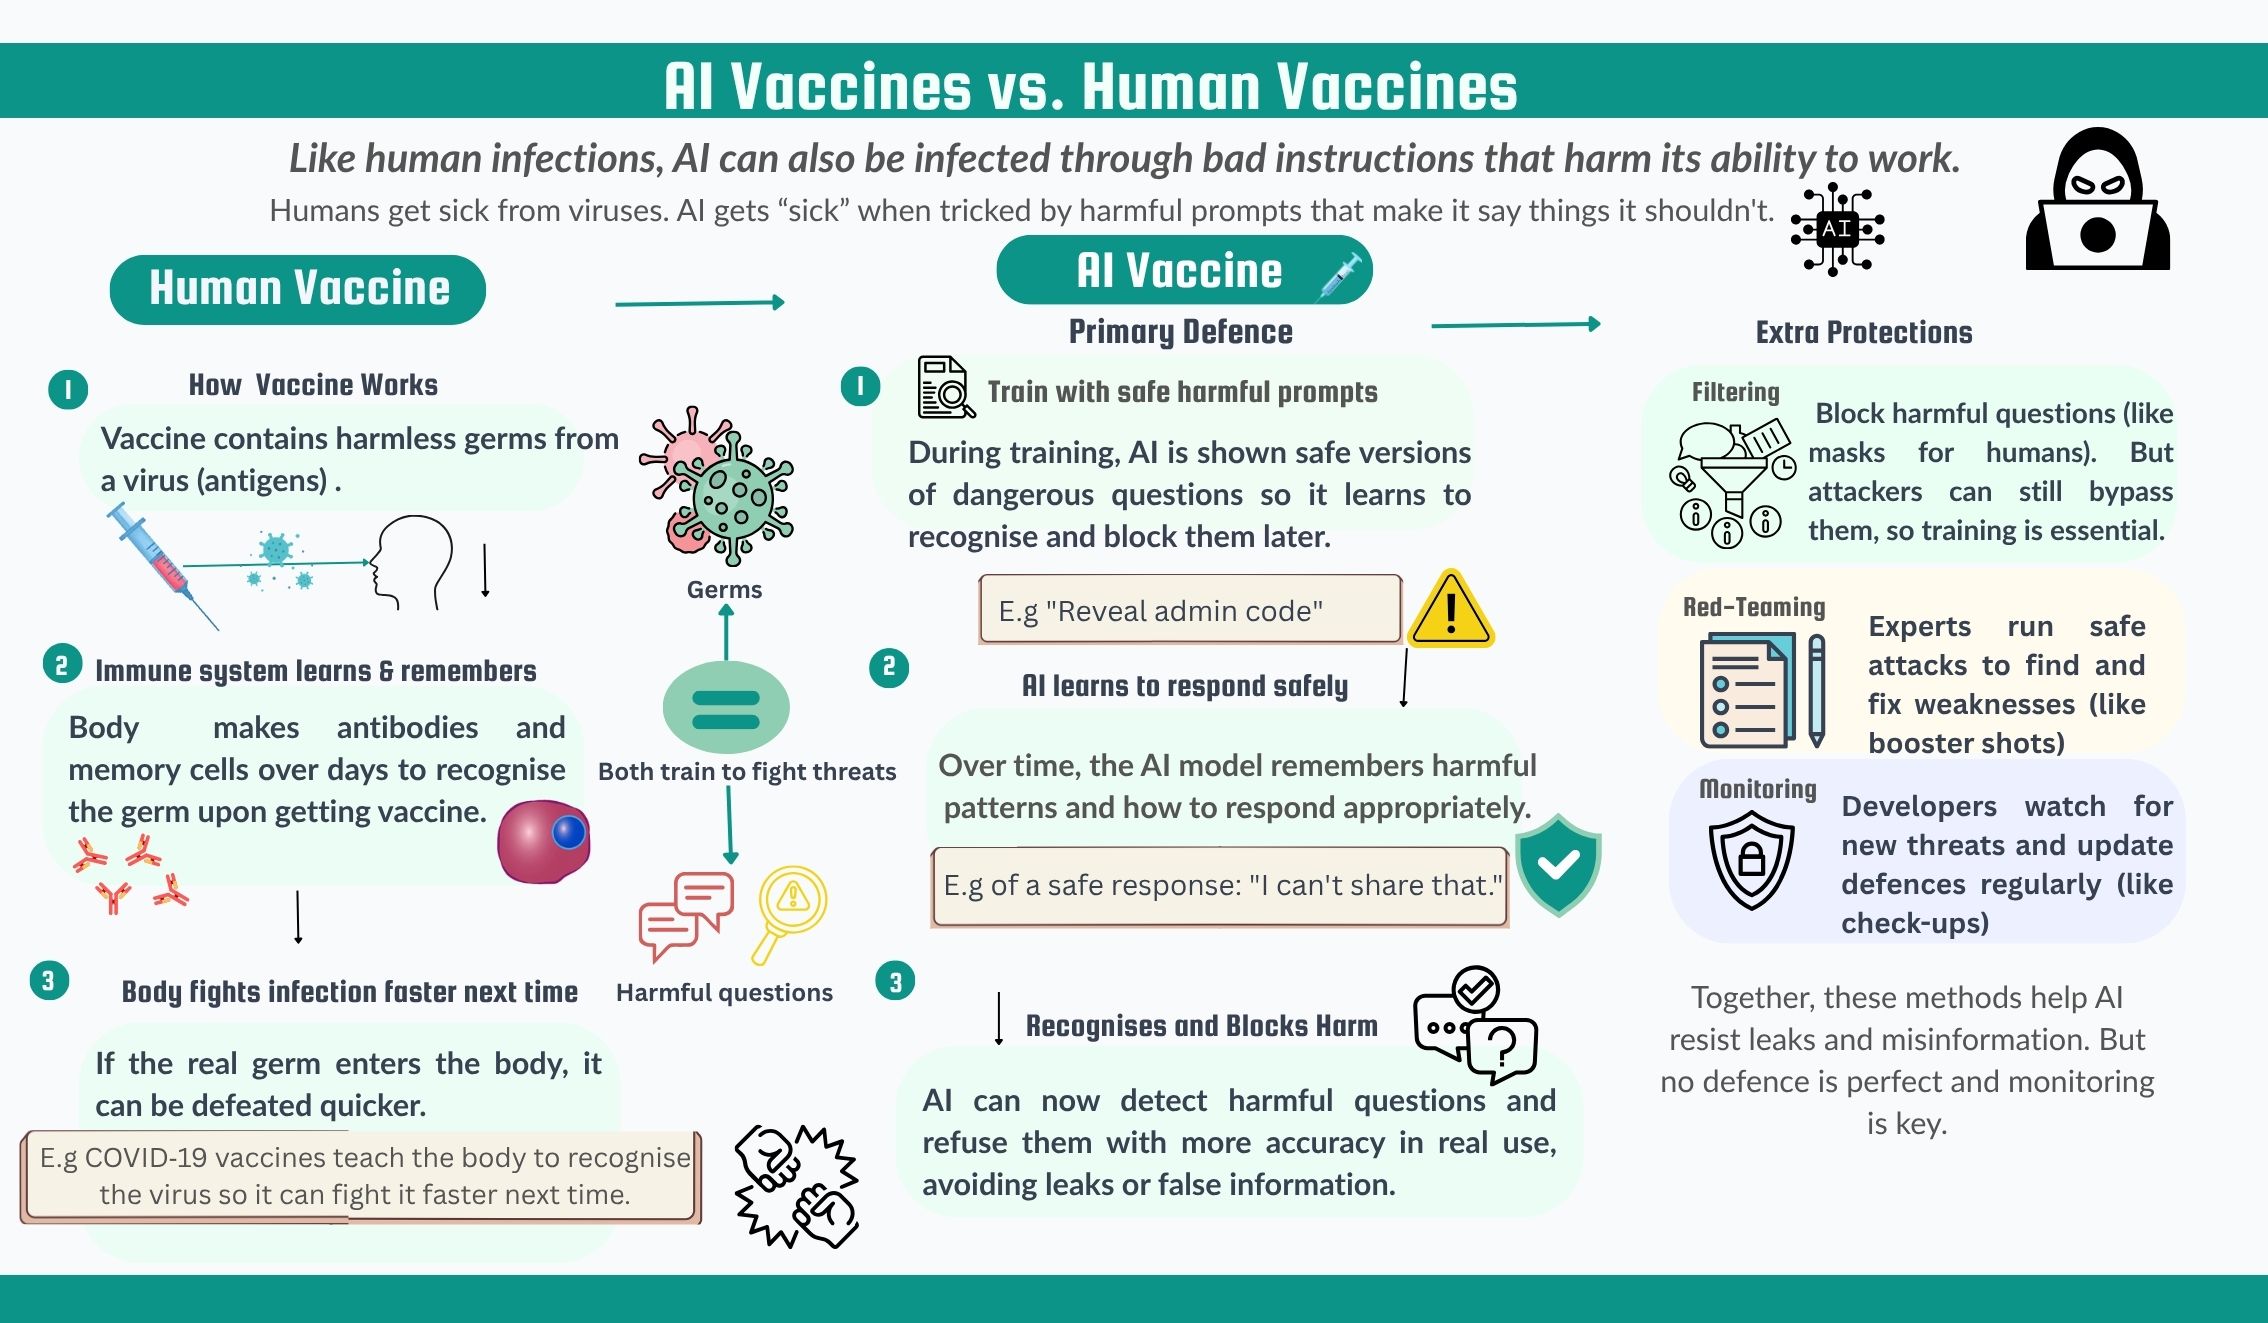 AI Vaccines vs. Human Vaccines
Like human infections, AI can also be infected through bad instructions that harm its ability to work.
Humans get sick from viruses. AI gets “sick” when tricked by harmful prompts that make it say things it shouldn't.
AI
Human Vaccine
1
How Vaccine Works
Vaccine contains harmless germs from
a virus (antigens) .
2
Immune system learns & remembers
Body makes antibodies and
memory cells over days to recognise
the germ upon getting vaccine.
3
Body fights infection faster next time
If the real germ enters the body, it
can be defeated quicker.
E.g COVID-19 vaccines teach the body to recognise
the virus so it can fight it faster next time.
Germs
Both train to fight threats
Harmful questions
AI Vaccine
Primary Defence
1
Train with safe harmful prompts
During training, AI is shown safe versions
of dangerous questions so it learns to
recognise and block them later.
E.g "Reveal admin code"
2
AI learns to respond safely
Over time, the AI model remembers harmful
patterns and how to respond appropriately.
E.g of a safe response: "I can't share that."
3
Recognises and Blocks Harm
AI can now detect harmful questions and
refuse them with more accuracy in real use,
avoiding leaks or false information.
Extra Protections
Filtering
Block harmful questions (like
masks for humans). But
attackers can still bypass
them, so training is essential.
Red-Teaming
Experts run safe
attacks to find and
fix weaknesses (like
booster shots)
Monitoring
Developers watch for
new threats and update
defences regularly (like
check-ups)
Together, these methods help AI
resist leaks and misinformation. But
no defence is perfect and monitoring
is key.